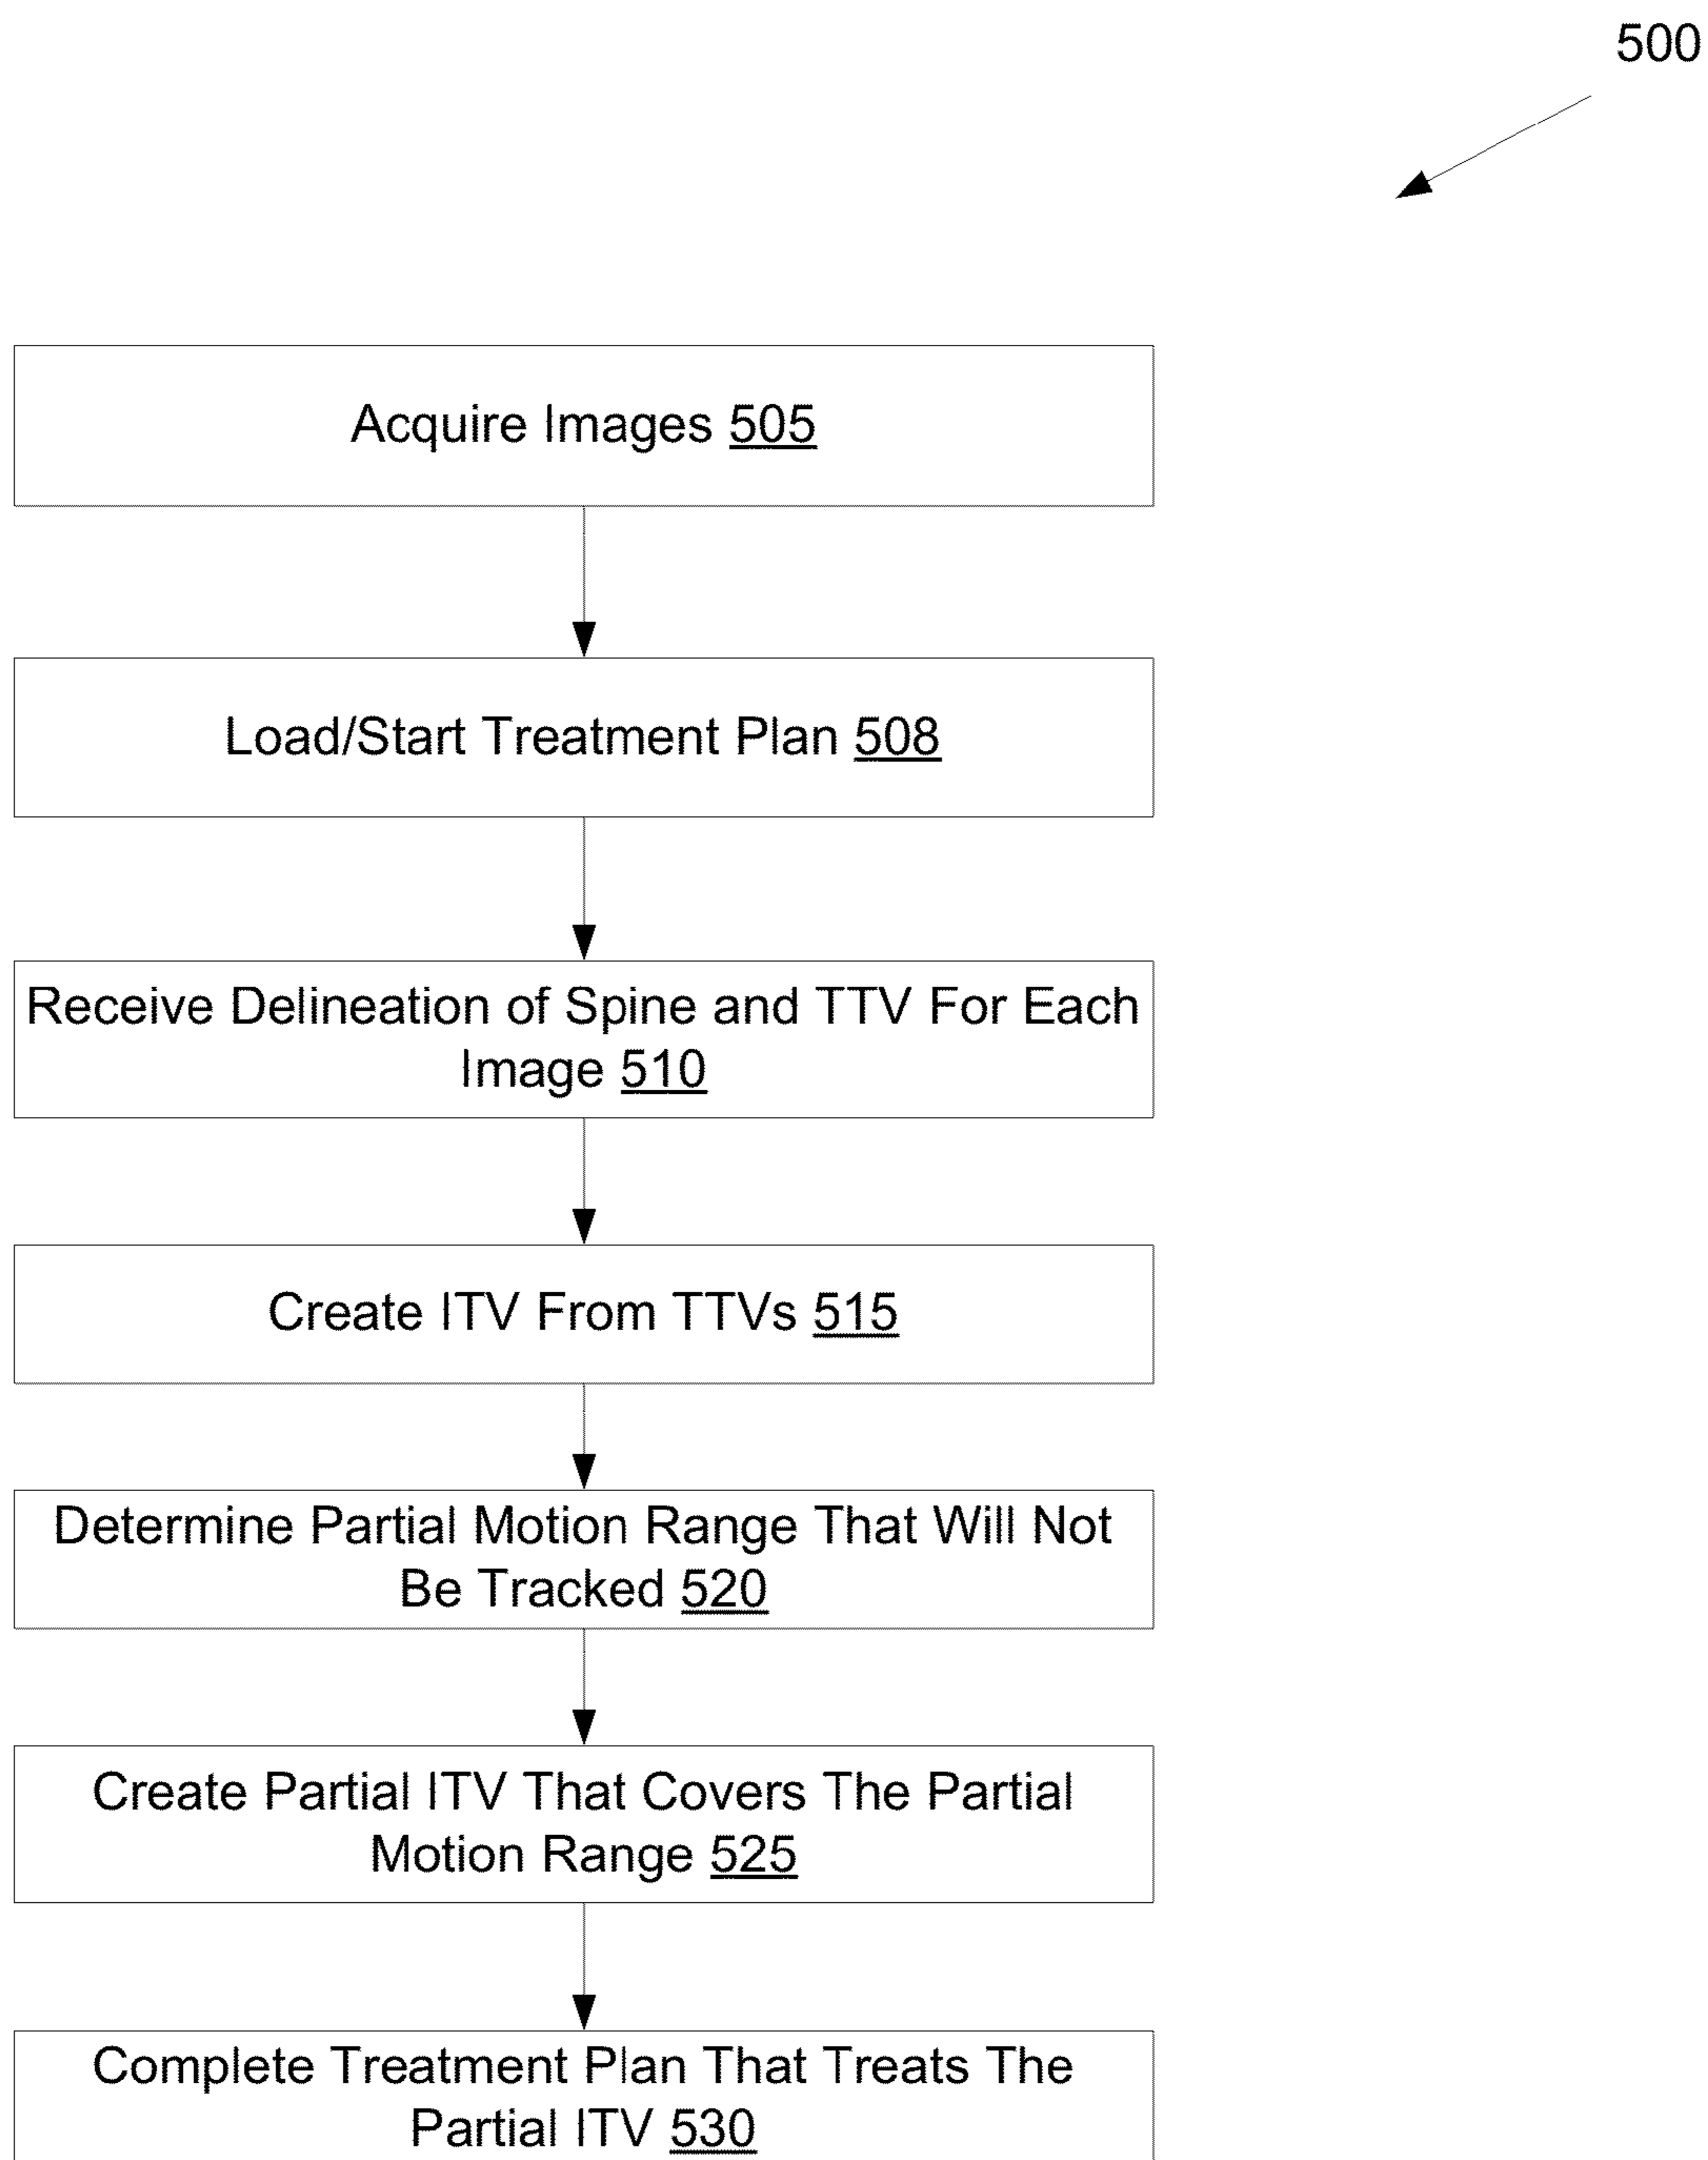 500
Acquire Images 505
Load/Start Treatment Plan 508
Receive Delineation of Spine and TTV For Each
Image 510
Create ITV From TTVs 515
Determine Partial Motion Range That Will Not
Be Tracked 520
Create Partial ITV That Covers The Partial
Motion Range 525
Complete Treatment Plan That Treats The
Partial ITV 530